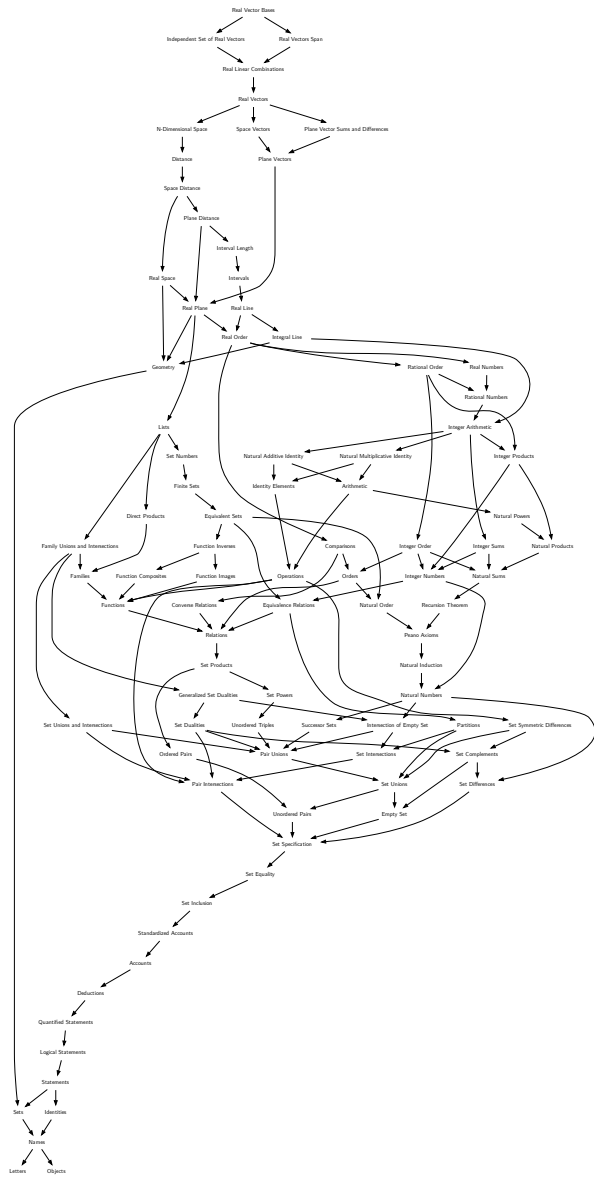 Real Vector Bases
Independent Set of Real Vectors
Real Vectors Span
Real Linear Combinations
Real Vectors
N-Dimensional Space
Space Vectors
Plane Vector Sums and Differences
Distance
Plane Vectors
Space Distance
Plane Distance
Interval Length
Real Space
Intervals
Real Plane
Real Line
Real Order
Integral Line
Geometry
Rational Order
Real Numbers
Rational Numbers
Lists
Integer Arithmetic
Set Numbers
Natural Additive Identity
Natural Multiplicative Identity
Integer Products
Finite Sets
Identity Elements
Arithmetic
Direct Products
Equivalent Sets
Natural Powers
Family Unions and Intersections
Function Inverses
Comparisons
Integer Order
Integer Sums
Natural Products
Families
Function Composites
Function Images
Operations
Orders
Integer Numbers
Natural Sums
Functions
Converse Relations
Equivalence Relations
Natural Order
Recursion Theorem
Relations
Peano Axioms
Set Products
Natural Induction
Generalized Set Dualities
Set Powers
Natural Numbers
Set Unions and Intersections
Set Dualities
Unordered Triples
Successor Sets
Intersection of Empty Set
Partitions
Set Symmetric Differences
Ordered Pairs
Pair Unions
Set Intersections
Set Complements
Pair Intersections
Set Unions
Set Differences
Unordered Pairs
Empty Set
Set Specification
Set Equality
Set Inclusion
Standardized Accounts
Accounts
Deductions
Quantified Statements
Logical Statements
Statements
Sets
Identities
Names
Letters
Objects